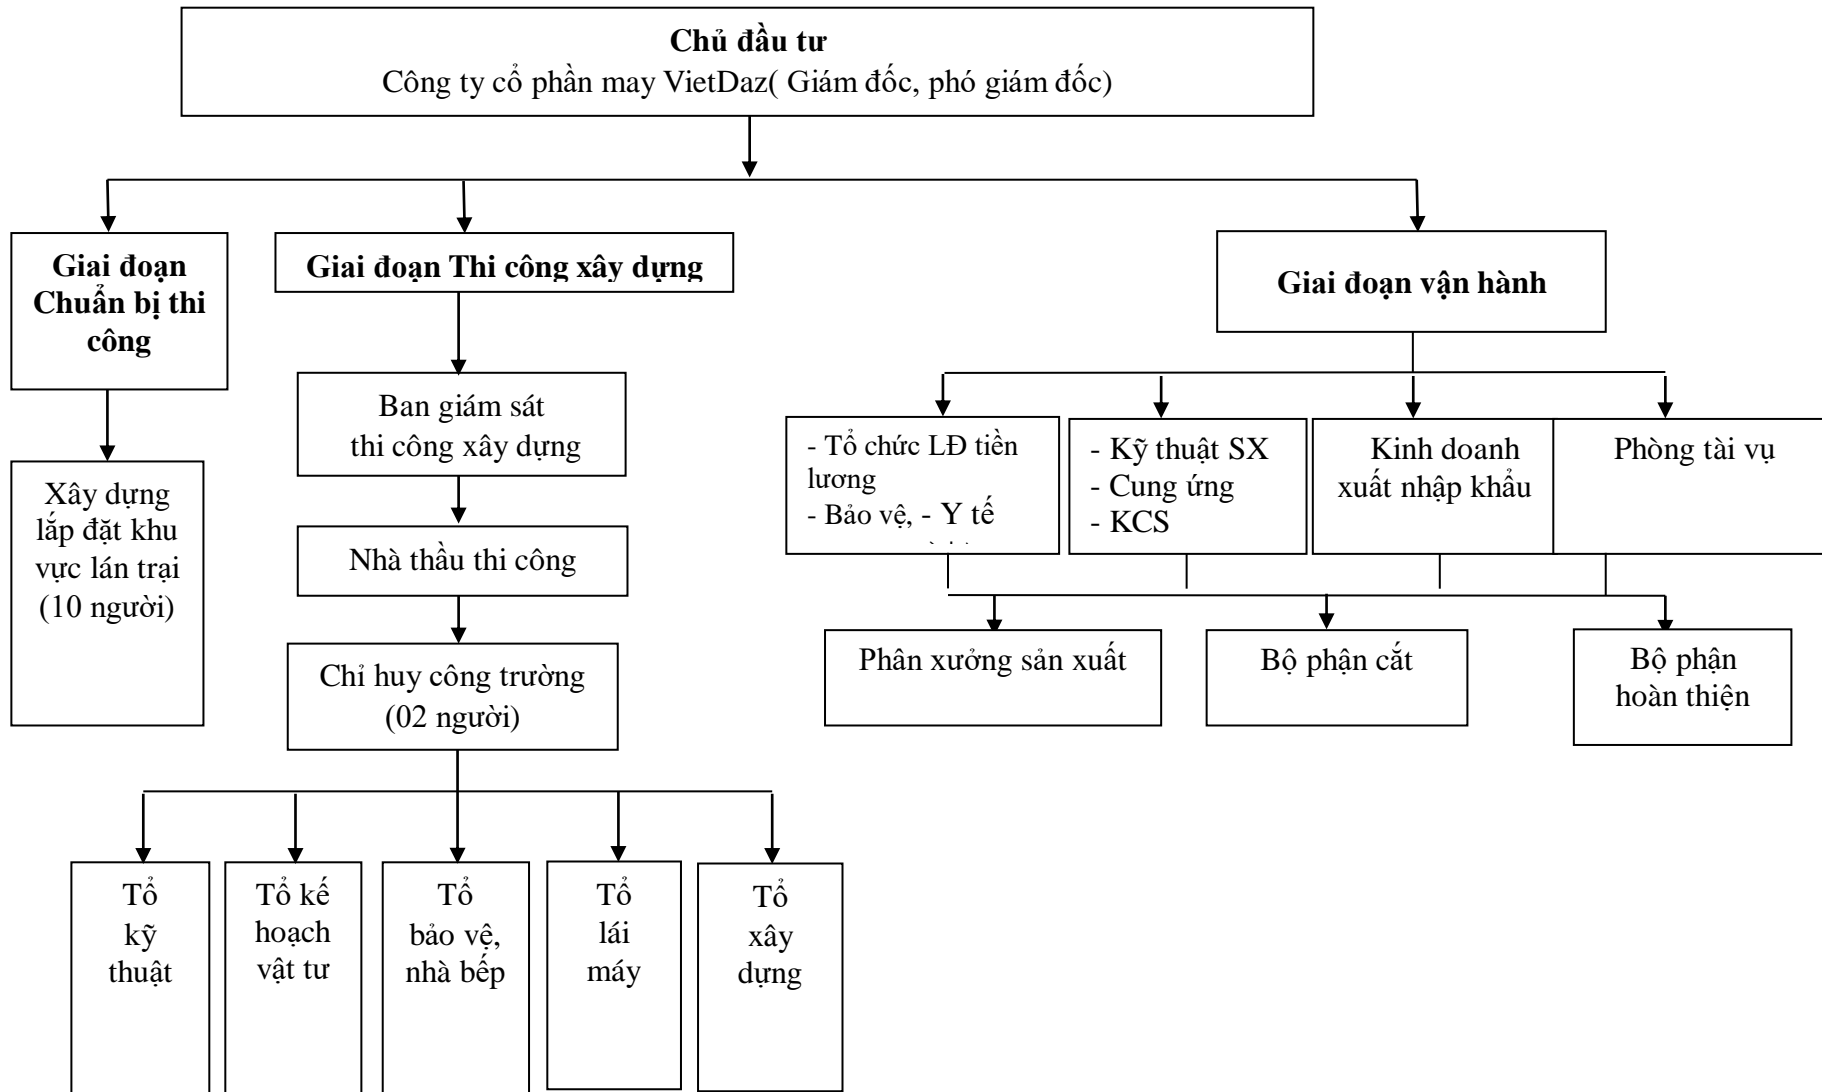 Chủ đầu tư
Công ty cổ phần may VietDaz( Giám đốc, phó giám đốc)
Giai đoạn
Chuẩn bị thi
công
Giai đoạn Thi công xây dựng
Giai đoạn vận hành
Xây dựng
lắp đặt khu
vực lán trại
(10 người)
Ban giám sát
thi công xây dựng
Nhà thầu thi công
Chỉ huy công trường
(02 người)
Tổ
kỹ
thuật
Tổ kế
hoạch
vật tư
Tổ
bảo vệ,
nhà bếp
Tổ
lái
máy
Tổ
xây
dựng
- Tổ chức LĐ tiền
lương
- Bảo vệ, - Y tế
- Kỹ thuật SX
- Cung ứng
- KCS
Kinh doanh
xuất nhập khẩu
Phòng tài vụ
Phân xưởng sản xuất
Bộ phận cắt
Bộ phận
hoàn thiện